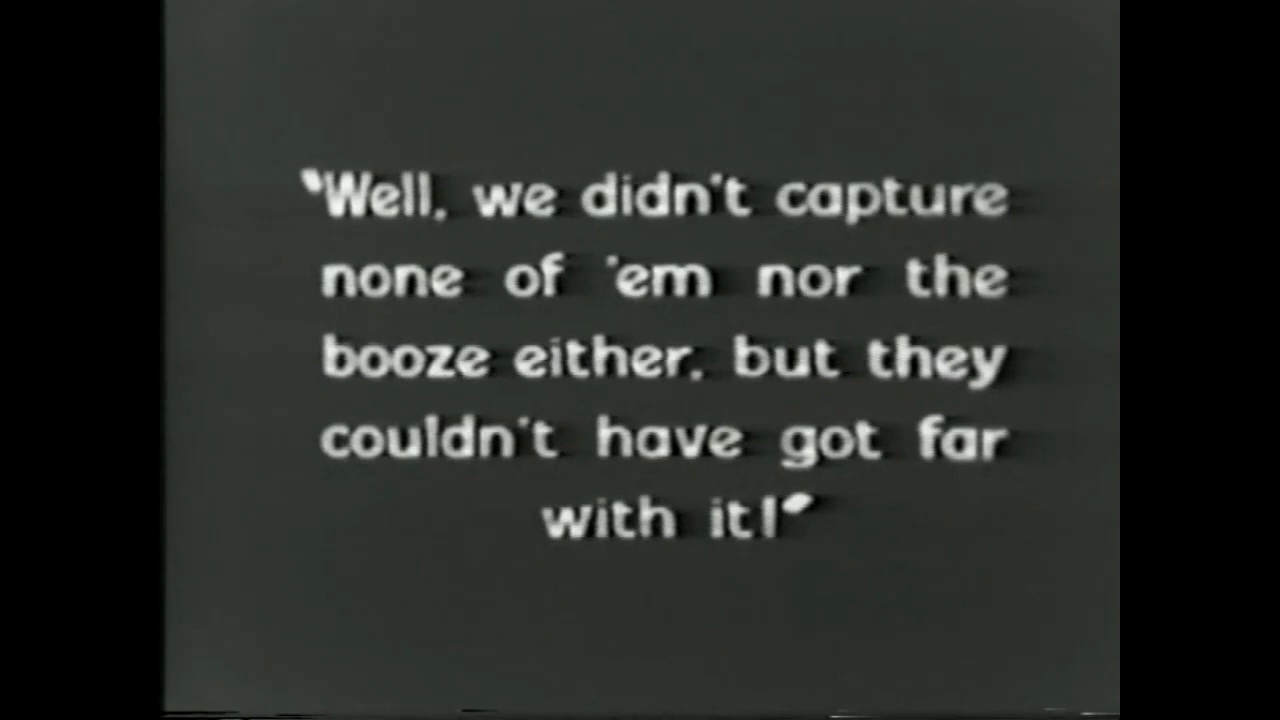 "Well, we didn't capture
none of 'em nor the
booze either, but they
couldn't have got far
with it!"